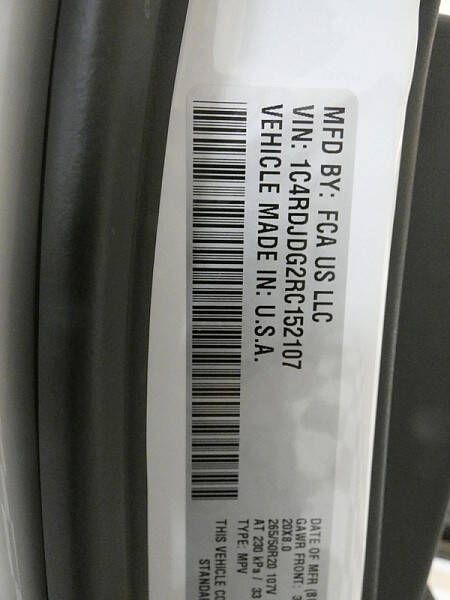 MFD BY: FCA US LLC
VIN: 1C4RDJDG2RC152107
VEHICLE MADE IN: U.S.A.
DATE OF MFR
GAWR FRONT:
20X8.0
265/50R20 107V
AT 230 kPa / 33
TYPE: MPV
THIS VEHICLE